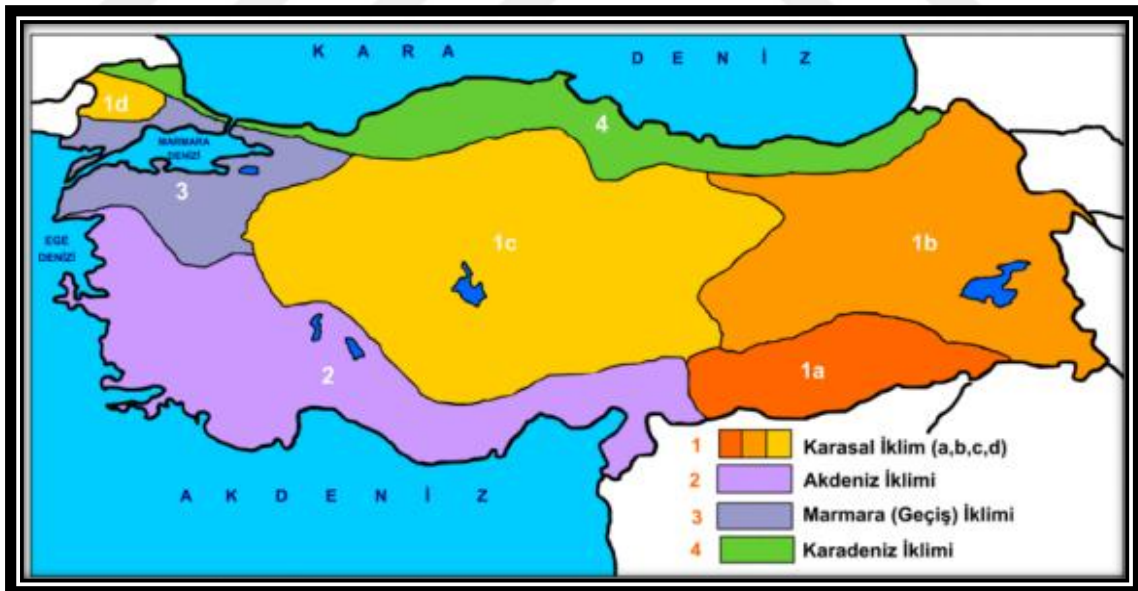 K A R A D E N İ Z
1d
MARMARA
DENİZİ
4
3
EGE
DENİZİ
1c
1b
2
1a
A K D E N İ Z
1 Karasal İklim (a,b,c,d)
2 Akdeniz İklimi
3 Marmara (Geçiş) İklimi
4 Karadeniz İklimi